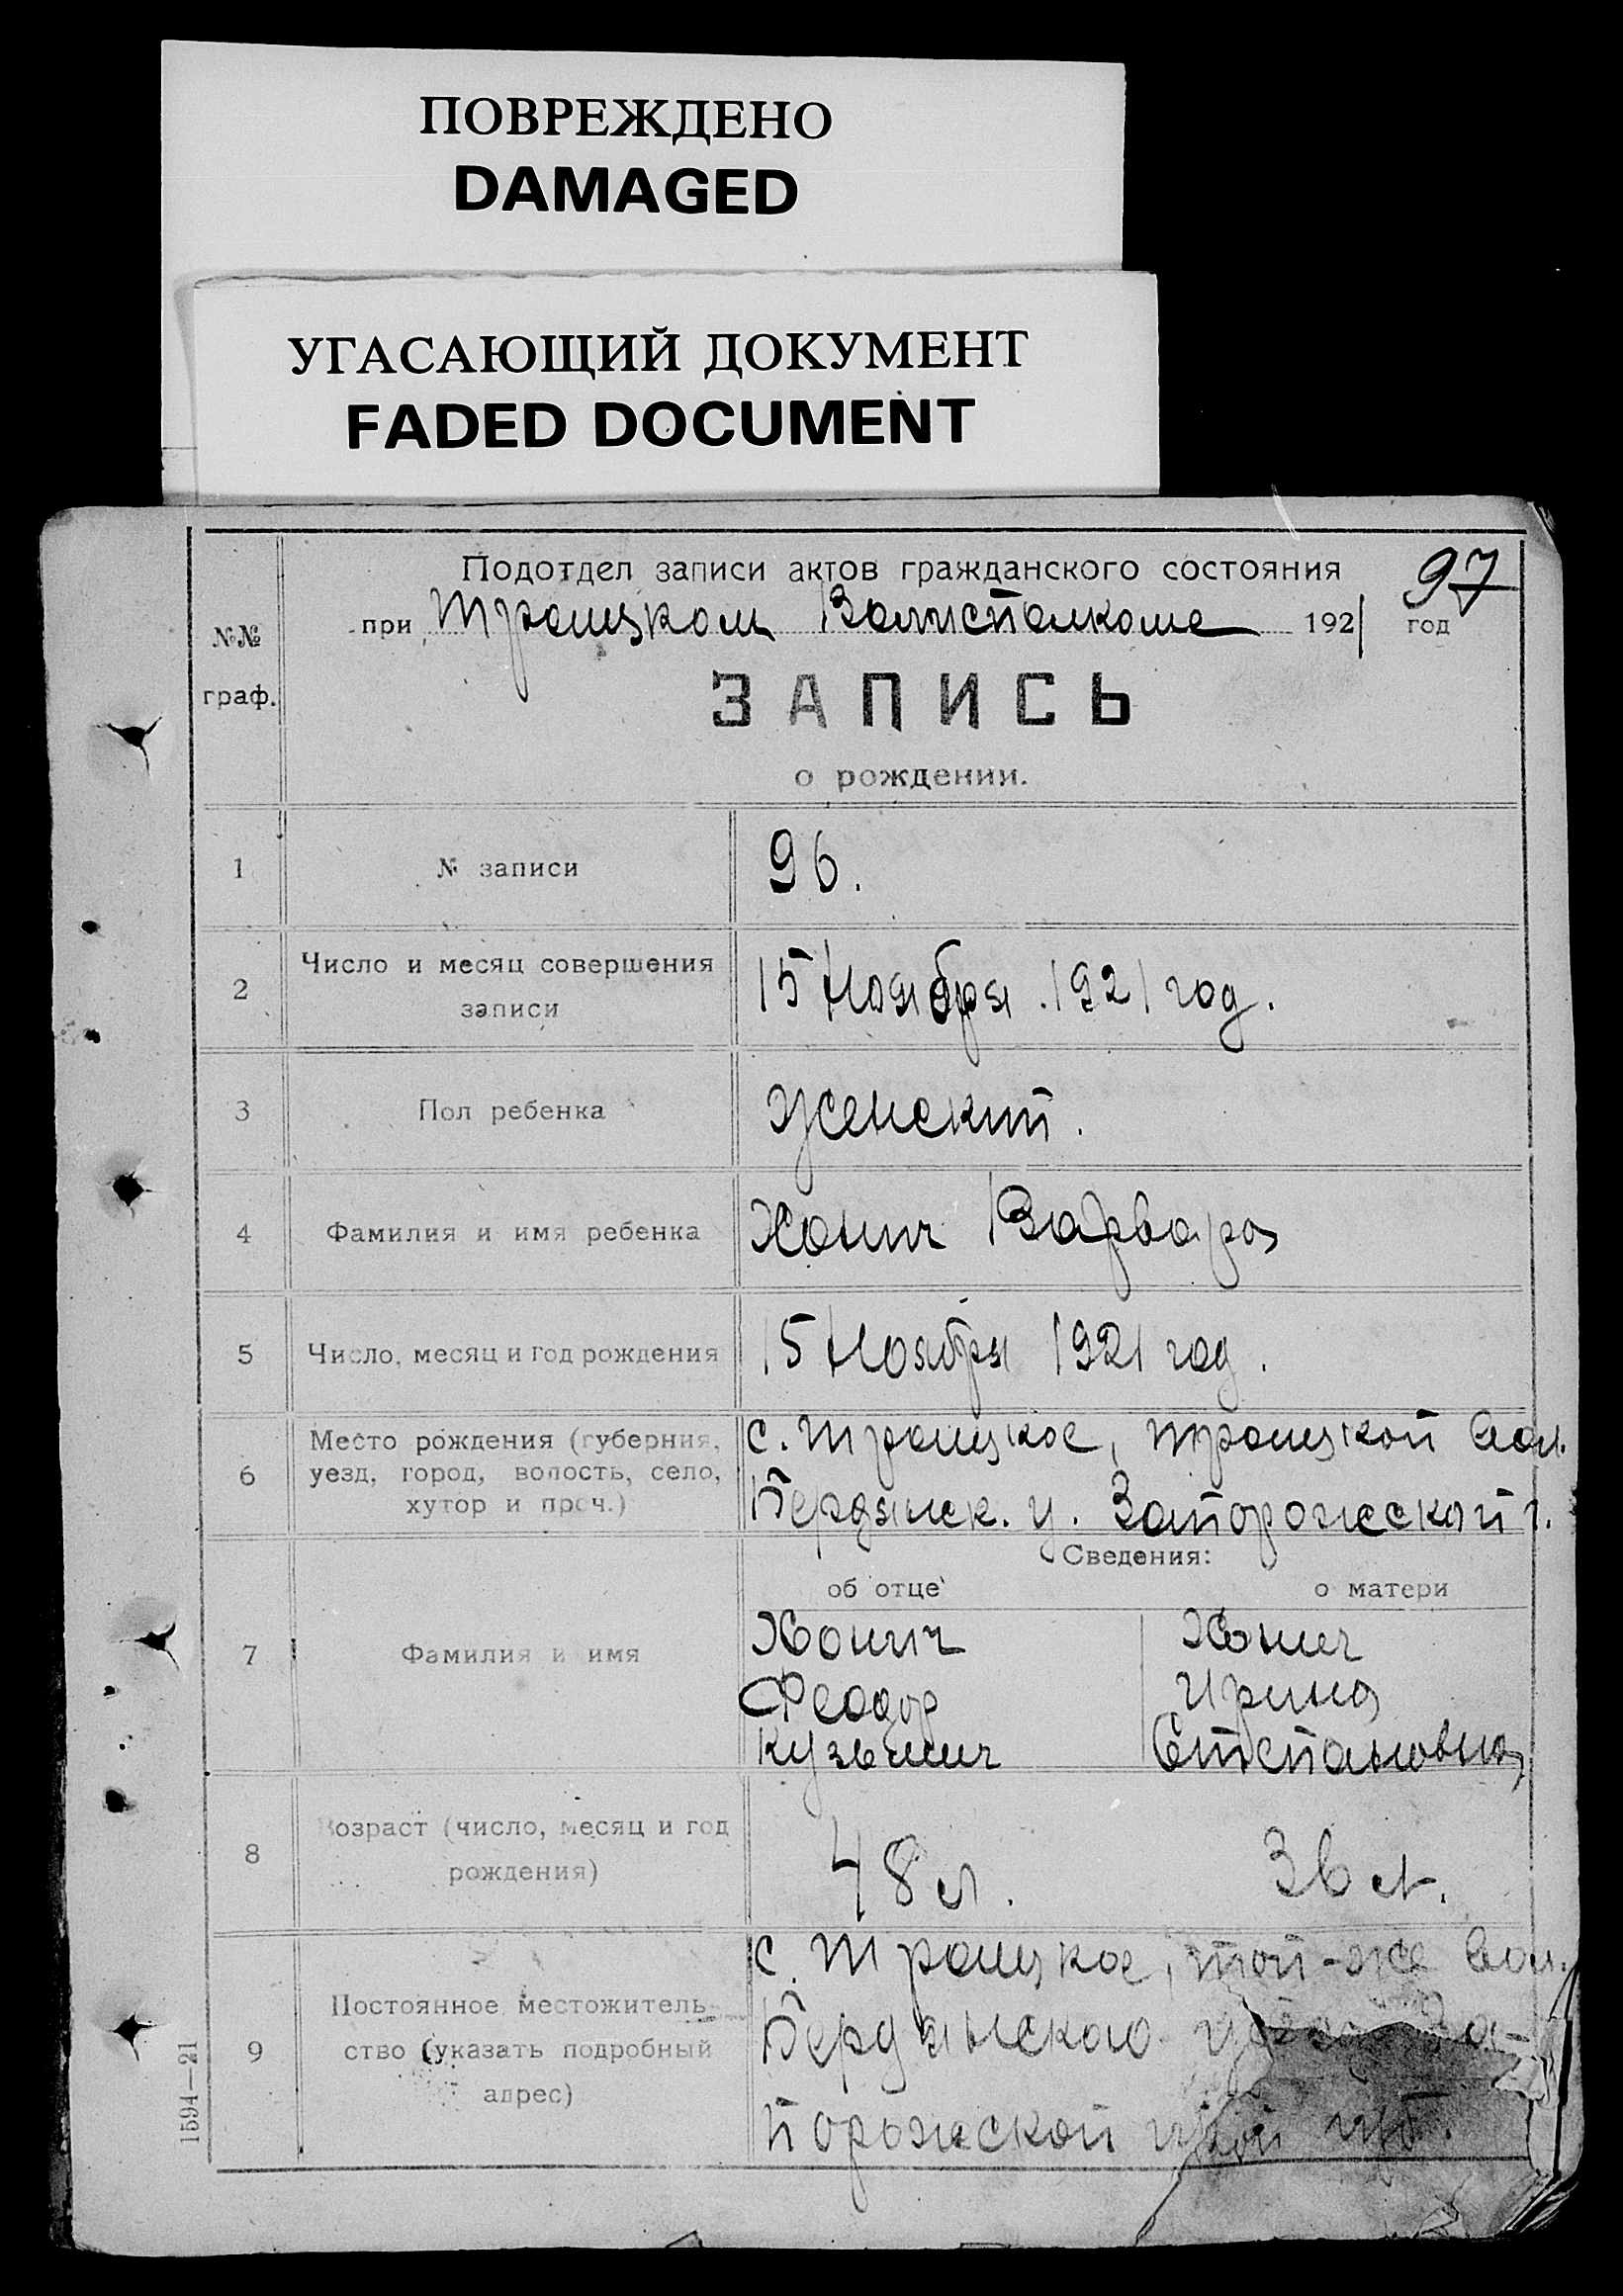 ПОВРЕЖДЕНО
DAMAGED
УГАСАЮЩИЙ ДОКУМЕНТ
FADED DOCUMENT
97
Подотдел записи актов гражданского состояния
при Троицком Волисполкоме 1921 год
№№
граф.
ЗАПИСЬ
о рождении.
1 № записи 96.
2 Число и месяц совершения
записи
15 Ноября 1921 год.
3 Пол ребенка Женский.
4 Фамилия и имя ребенка Хонич Варвара
5 Число, месяц и год рождения 15 Ноября 1921 год.
6 Место рождения (губерния,
уезд, город, волость, село,
хутор и проч.)
с. Троицкое, Троицкой вол.
Бердянск. у. Запорожской г.
Сведения:
об отце о матери
7 Фамилия и имя
Хонич Хонич
Феодор Ирина
Кузьмич Степановна
8 Возраст (число, месяц и год
рождения)
48 л. 36 л.
9 Постоянное местожитель-
ство (указать подробный
адрес)
с. Троицкое, той-же вол.
Бердянского За-
порожской губ.
1594—21